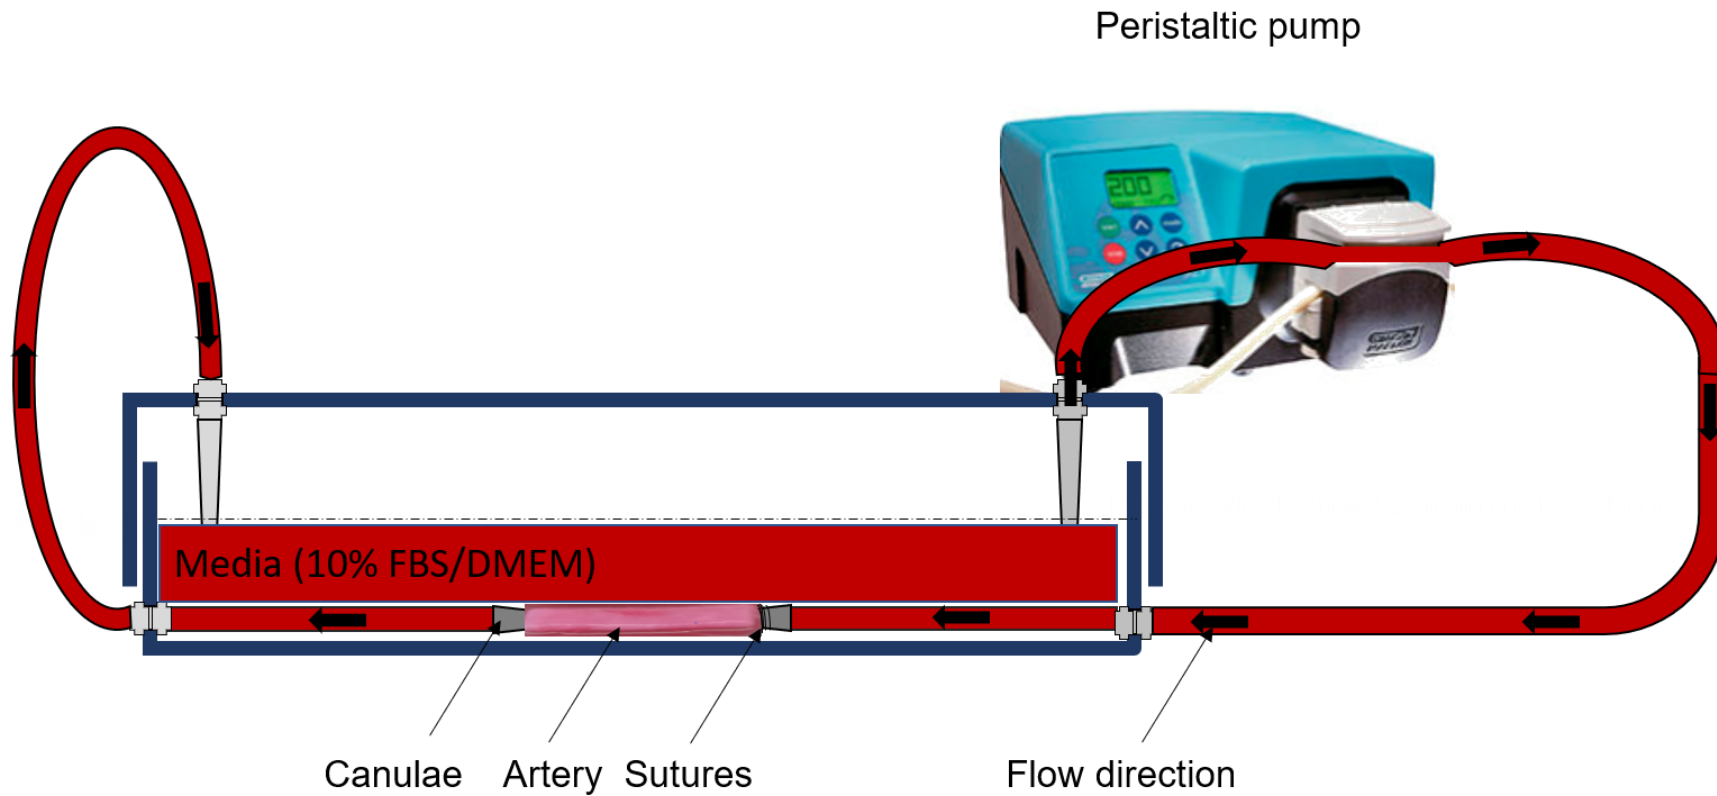 Peristaltic pump
200
Media (10% FBS/DMEM)
Canulae
Artery
Sutures
Flow direction